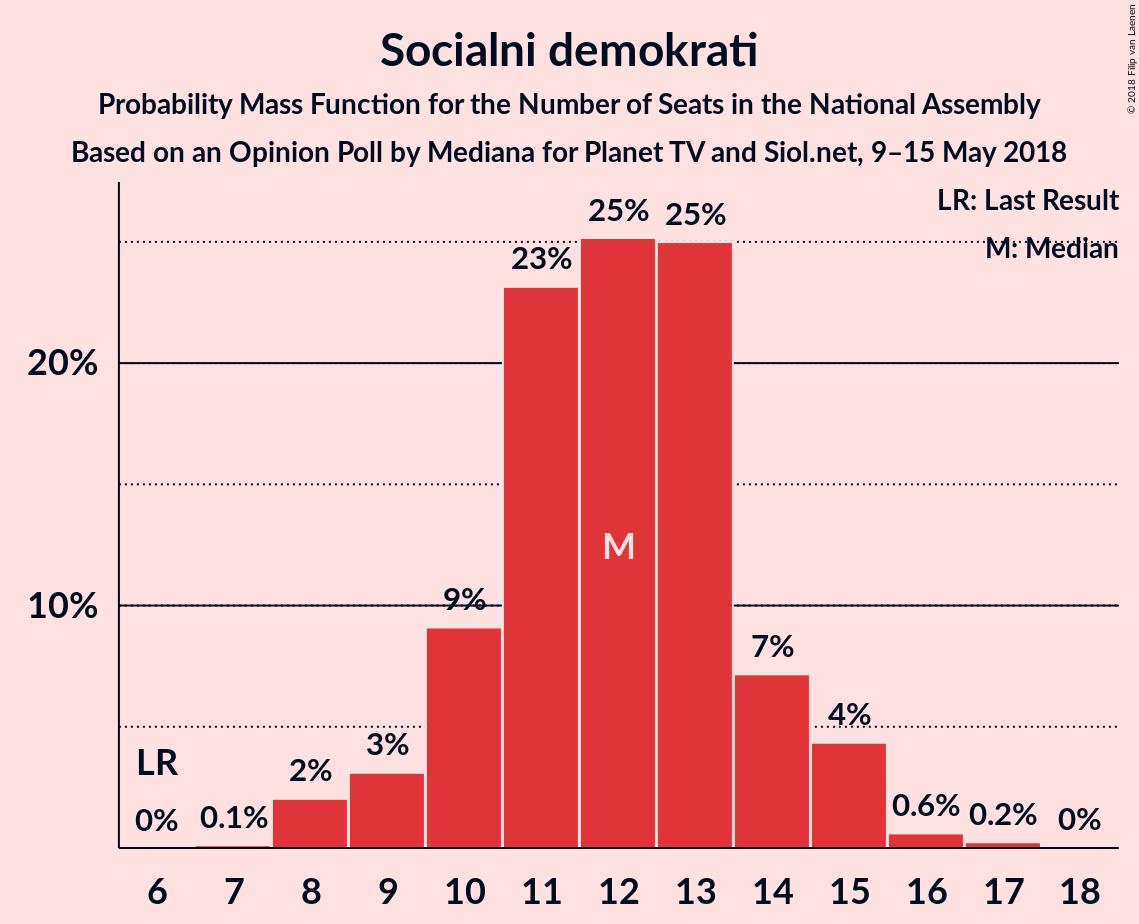 Socialni demokrati
Probability Mass Function for the Number of Seats in the National Assembly
Based on an Opinion Poll by Mediana for Planet TV and Siol.net, 9–15 May 2018
© 2018 Filip van Laenen
LR: Last Result
M: Median
20%
10%
LR
0%
0.1%
2%
3%
9%
23%
25%
25%
7%
4%
0.6%
0.2%
0%
M
6 7 8 9 10 11 12 13 14 15 16 17 18